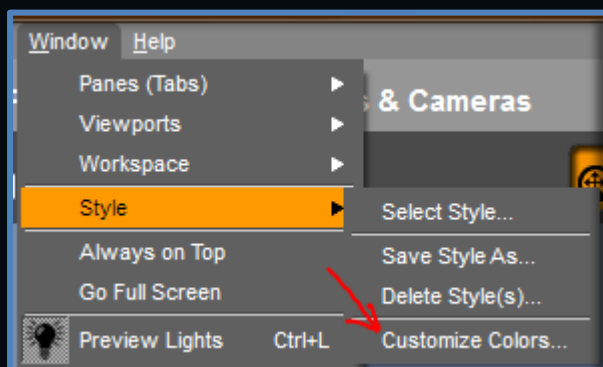 Window Help
Panes (Tabs)
& Cameras
Viewports
Workspace
Style
Select Style...
Always on Top
Save Style As...
Go Full Screen
Delete Style(s)...
Preview Lights Ctrl+L
Customize Colors...